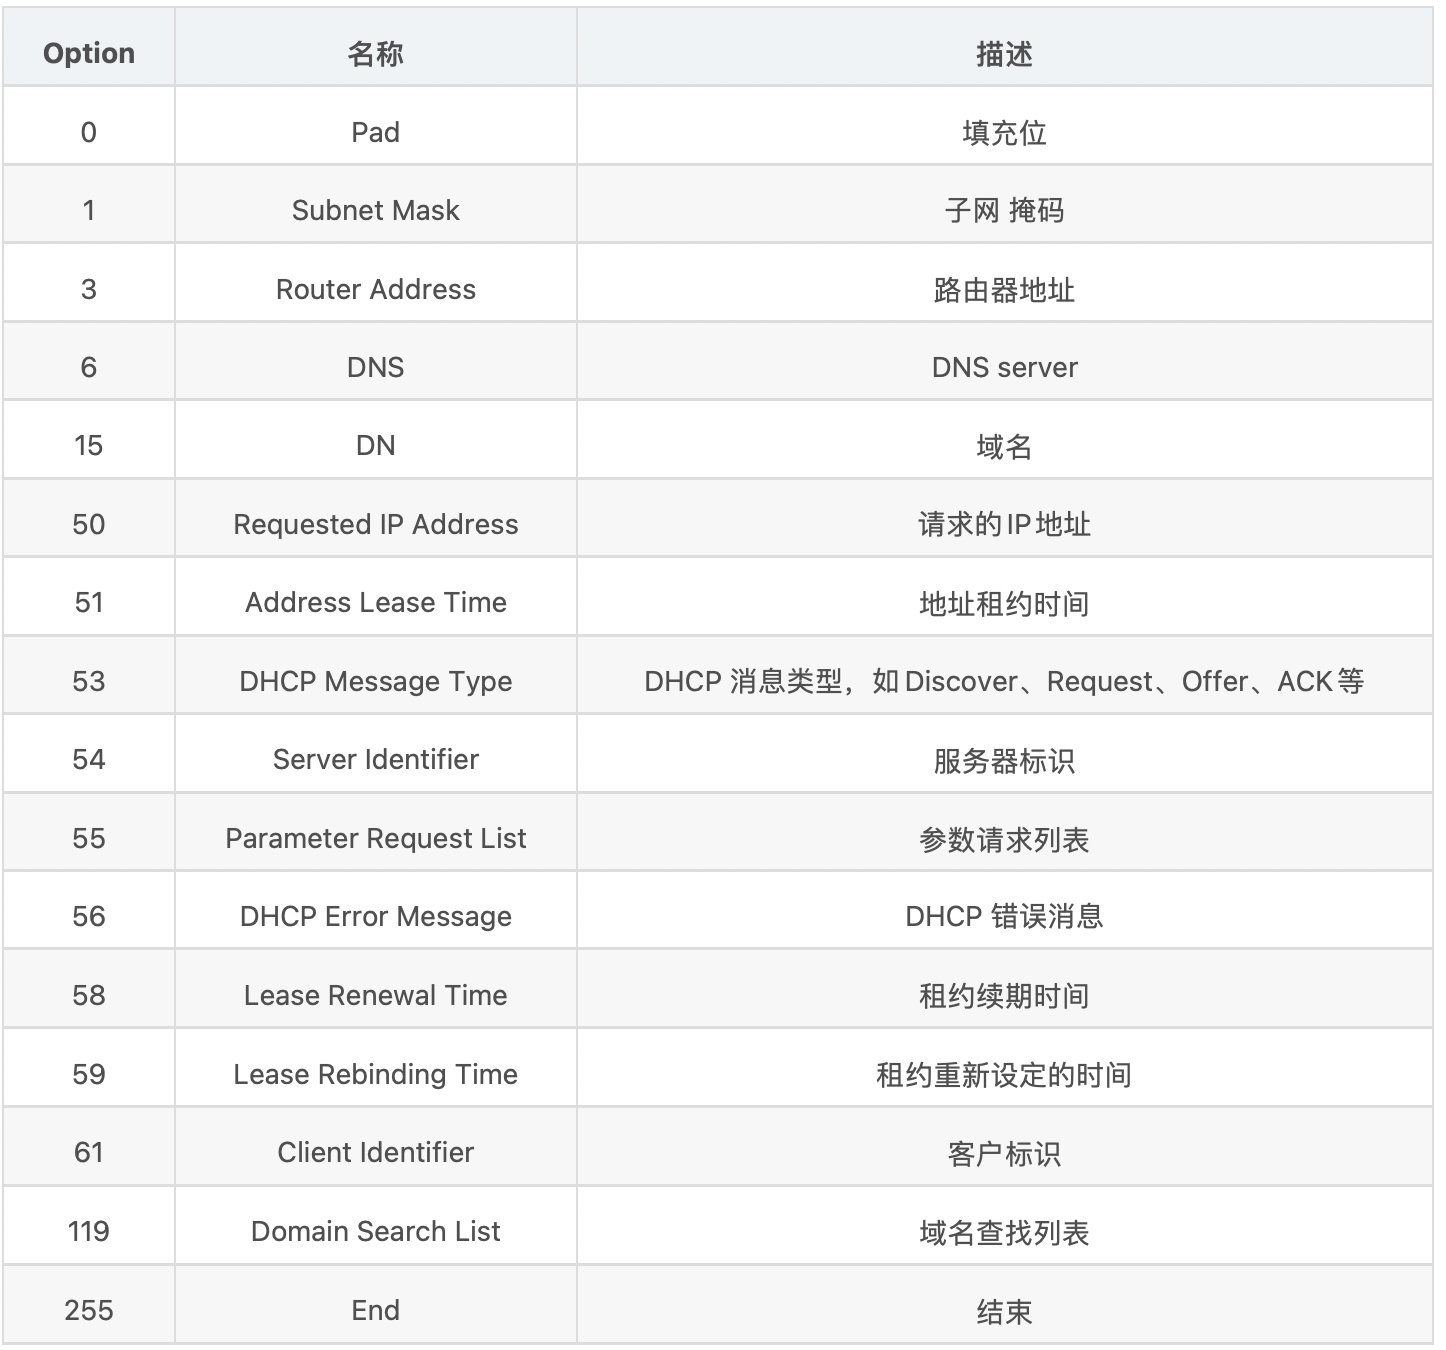 Option 名称 描述
0 Pad 填充位
1 Subnet Mask 子网 掩码
3 Router Address 路由器地址
6 DNS DNS server
15 DN 域名
50 Requested IP Address 请求的IP地址
51 Address Lease Time 地址租约时间
53 DHCP Message Type DHCP 消息类型，如Discover、Request、Offer、ACK等
54 Server Identifier 服务器标识
55 Parameter Request List 参数请求列表
56 DHCP Error Message DHCP 错误消息
58 Lease Renewal Time 租约续期时间
59 Lease Rebinding Time 租约重新设定的时间
61 Client Identifier 客户标识
119 Domain Search List 域名查找列表
255 End 结束